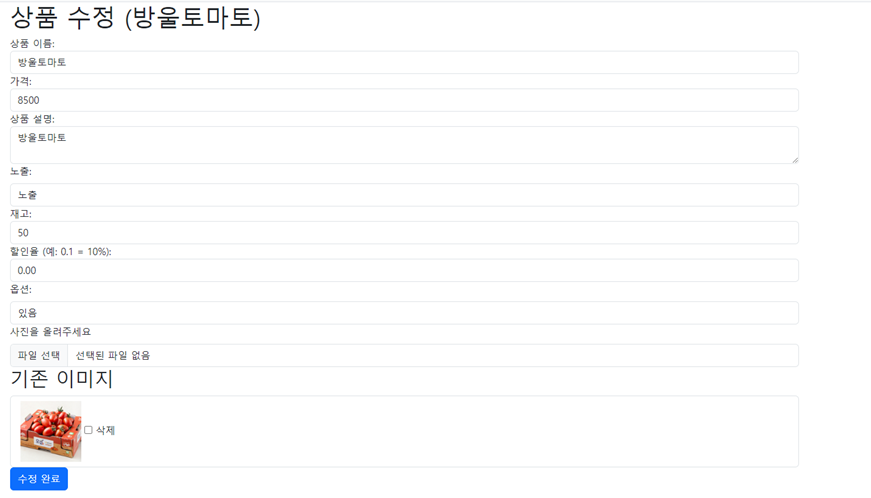 상품 수정 (방울토마토)
상품 이름:
방울토마토
가격:
8500
상품 설명:
방울토마토
노출:
노출
재고:
50
할인율 (예: 0.1 = 10%):
0.00
옵션:
있음
사진을 올려주세요
파일 선택 선택된 파일 없음
기존 이미지
삭제
수정 완료